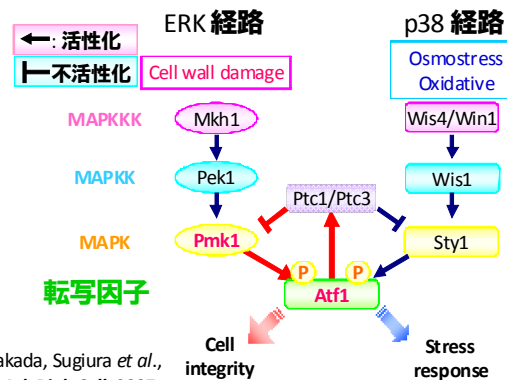 ERK 経路
p38 経路
←: 活性化
⊢不活性化
Cell wall damage
Osmostress
Oxidative
MAPKKK
Mkh1
Wis4/Win1
MAPKK
Pek1
Wis1
Ptc1/Ptc3
MAPK
Pmk1
Sty1
P
P
転写因子
Atf1
Cell
integrity
Stress
response
akada, Sugiura et al.,